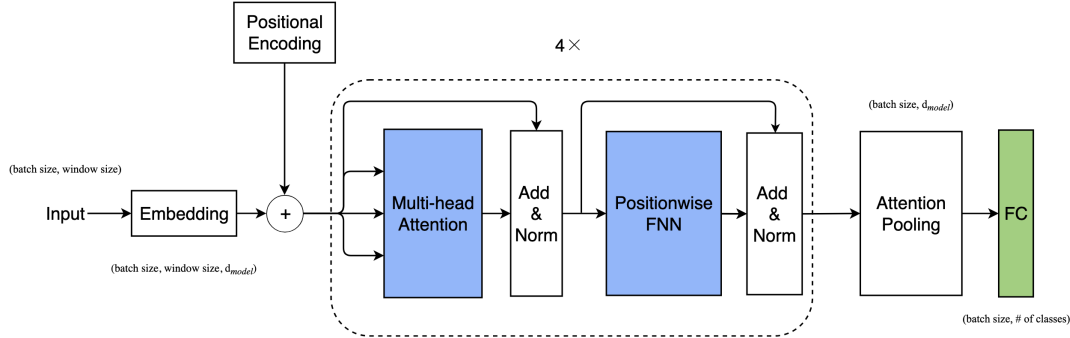 Positional
Encoding
4×
(batch size, d_model)
(batch size, window size)
Input
Embedding
+
Multi-head
Attention
Add
&
Norm
Positionwise
FNN
Add
&
Norm
Attention
Pooling
FC
(batch size, window size, d_model)
(batch size, # of classes)